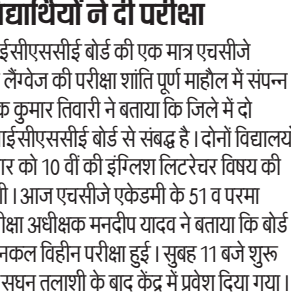 द्यार्थियों ने दी परीक्षा
ईसीएससीई बोर्ड की एक मात्र एचसीजे
लैंग्वेज की परीक्षा शांति पूर्ण माहौल में संपन्न
क कुमार तिवारी ने बताया कि जिले में दो
आईसीएससीई बोर्ड से संबद्ध है । दोनों विद्यालयों
ार को 10 वीं की इंग्लिश लिटरेचर विषय की
ी । आज एचसीजे एकेडमी के 51 व परमा
ीक्षा अधीक्षक मनदीप यादव ने बताया कि बोर्ड
नकल विहीन परीक्षा हुई । सुबह 11 बजे शुरू
सघन तलाशी के बाद केंद्र में प्रवेश दिया गया ।